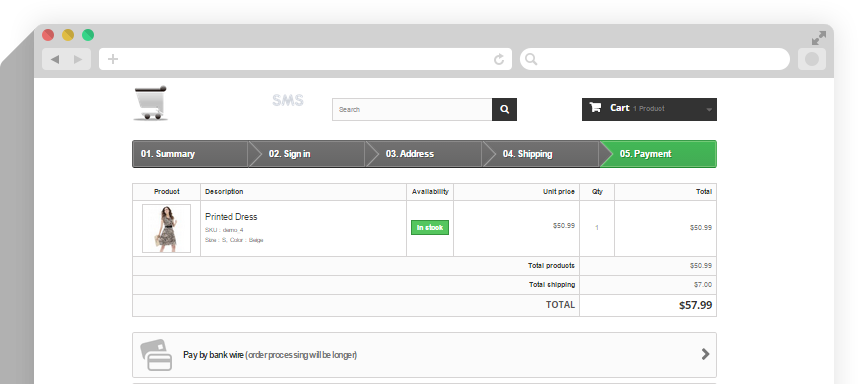 SMS
Search
Cart 1 Product
01. Summary 02. Sign in 03. Address 04. Shipping 05. Payment
Product Description Availability Unit price Qty Total
Printed Dress
SKU : demo_4
Size : S, Color : Beige
In stock
$50.99 1 $50.99
Total products $50.99
Total shipping $7.00
TOTAL $57.99
Pay by bank wire (order processing will be longer)